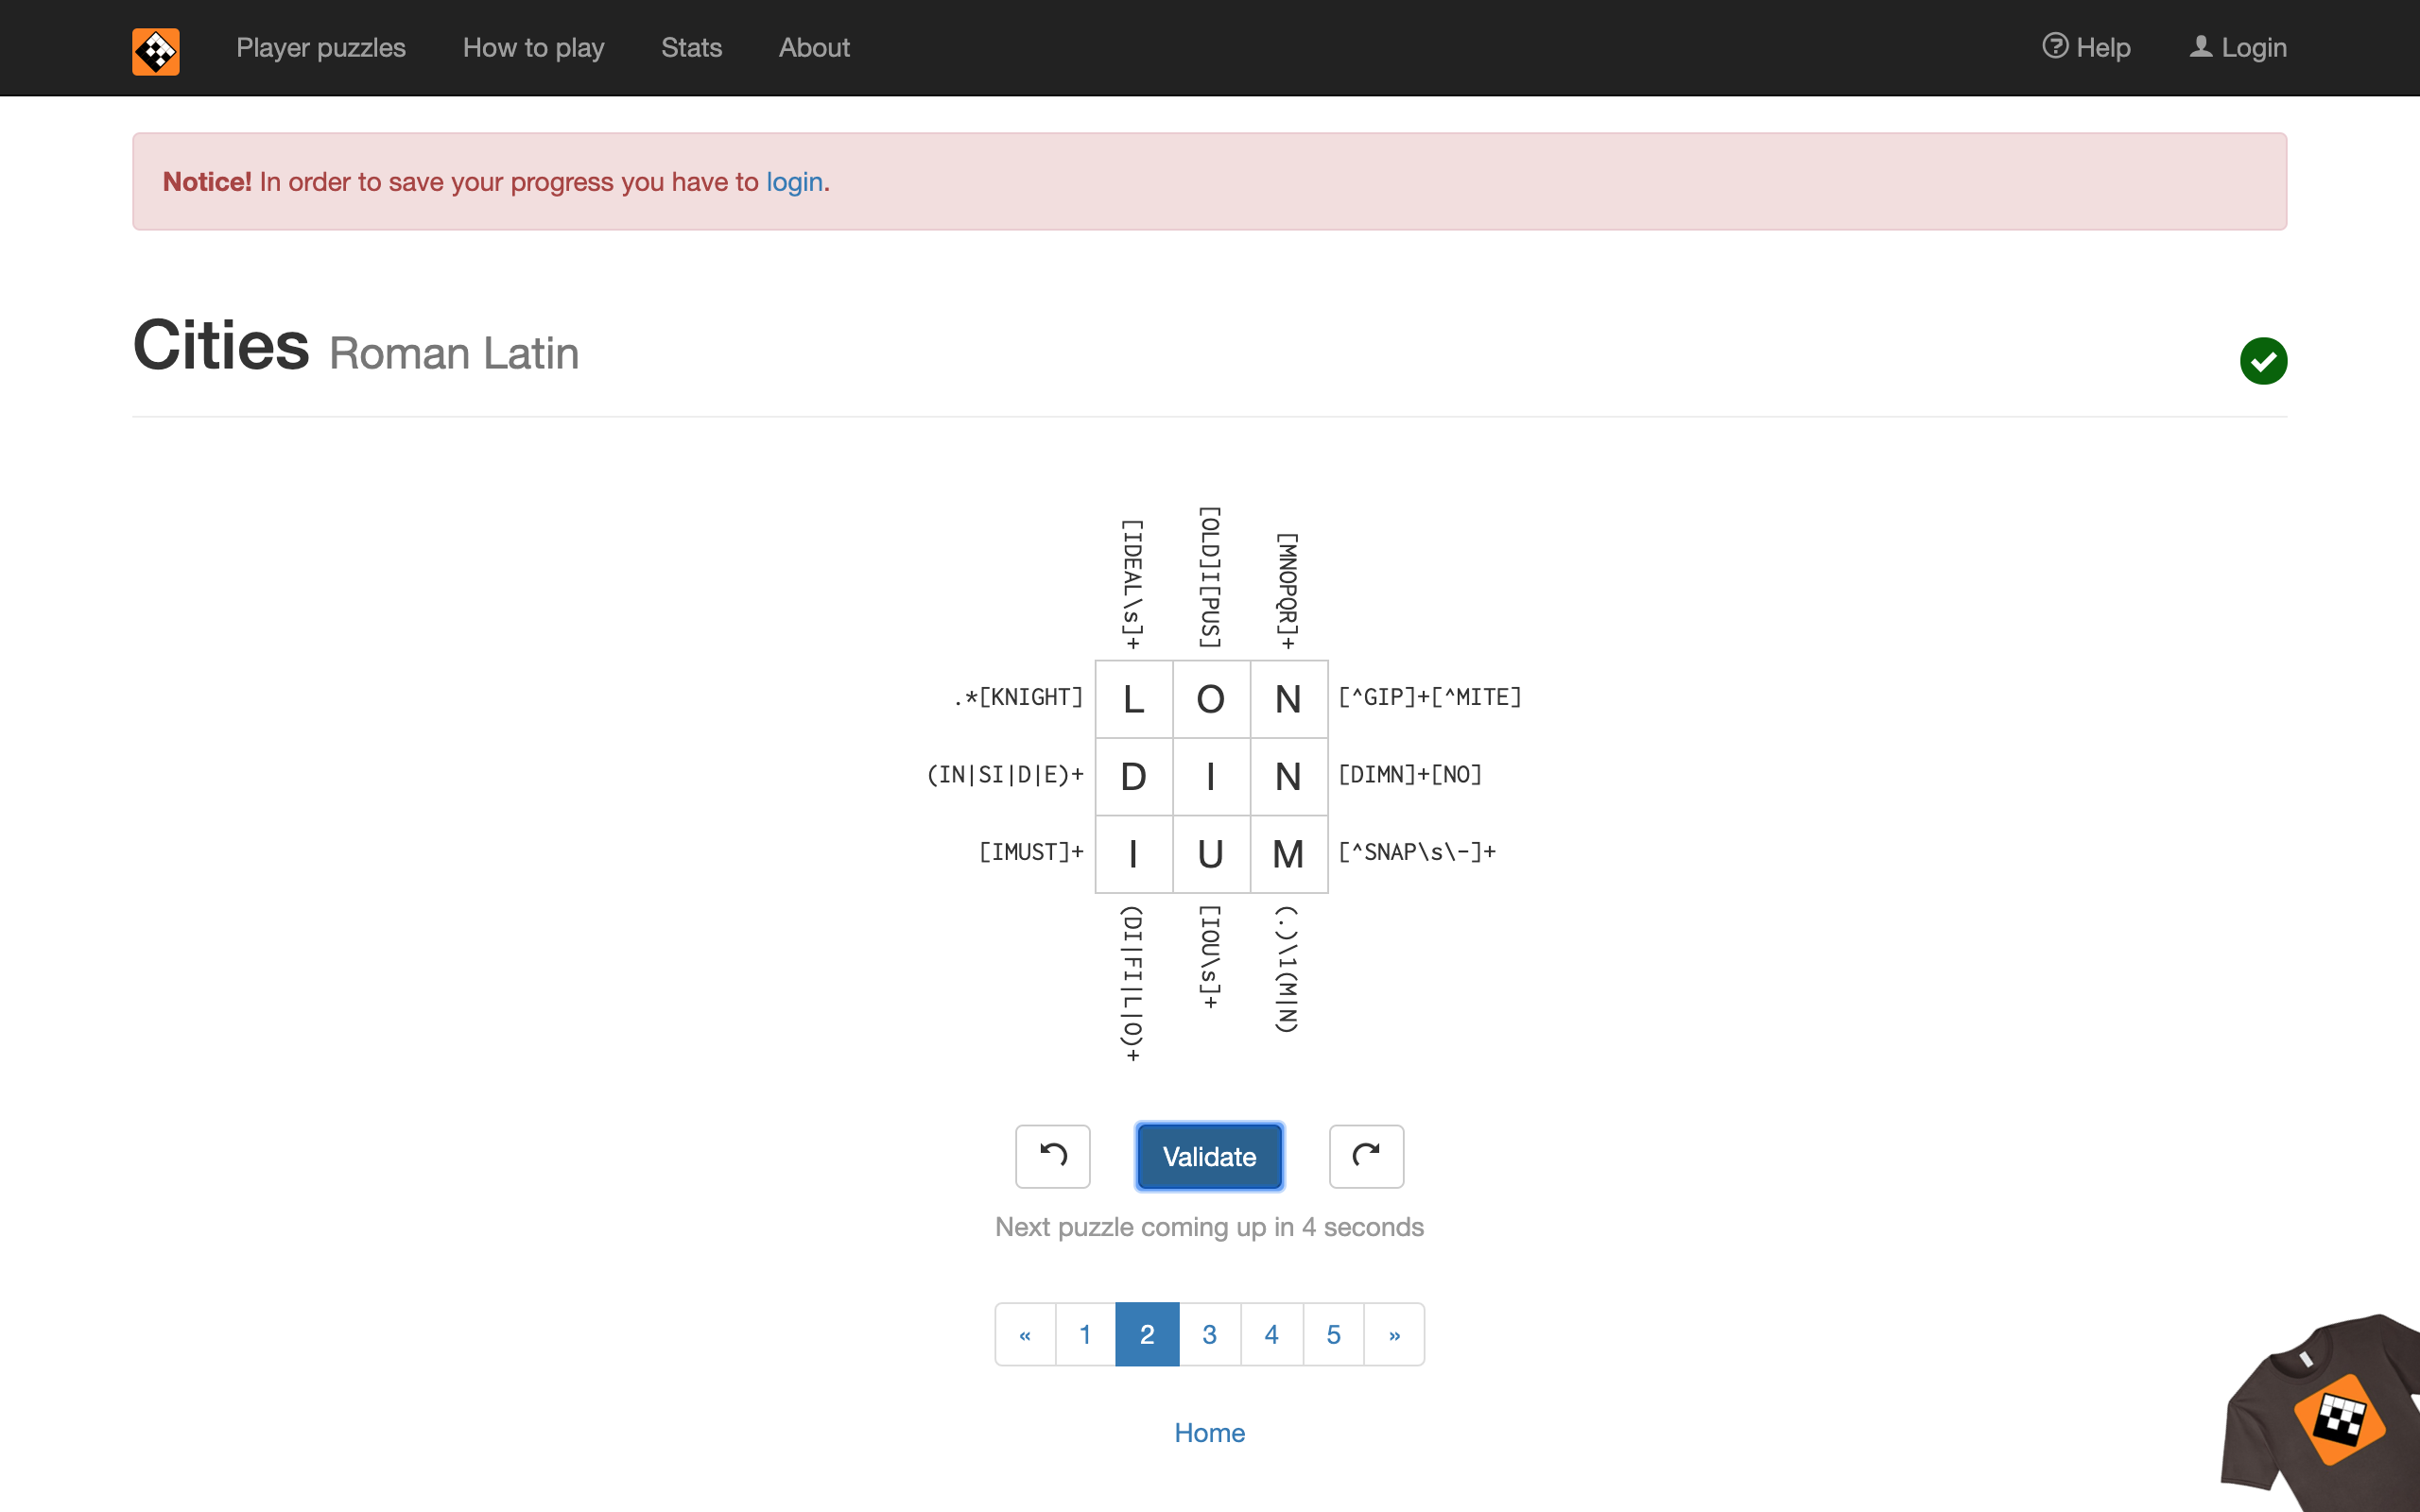 Player puzzles How to play Stats About Help Login
Notice! In order to save your progress you have to login.
Cities Roman Latin
[IDEAL\s]+ [OLD]I[PUS] [MNOPQR]+
.*[KNIGHT] L O N [^GIP]+[^MITE]
(IN|SI|D|E)+ D I N [DIMN]+[NO]
[IMUST]+ I U M [^SNAP\s\-]+
(DI|FI|L|O)+ [IOU\s]+ (.)\1(M|N)
Validate
Next puzzle coming up in 4 seconds
« 1 2 3 4 5 »
Home